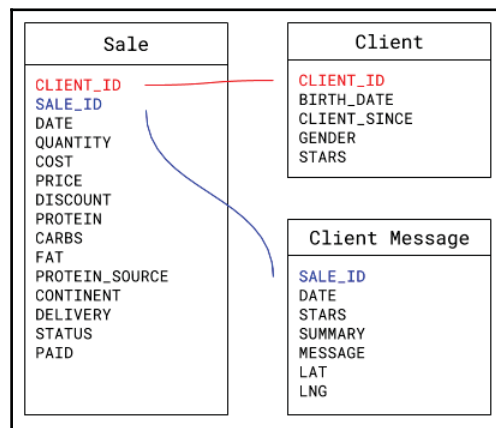 Sale
CLIENT_ID
SALE_ID
DATE
QUANTITY
COST
PRICE
DISCOUNT
PROTEIN
CARBS
FAT
PROTEIN_SOURCE
CONTINENT
DELIVERY
STATUS
PAID
Client
CLIENT_ID
BIRTH_DATE
CLIENT_SINCE
GENDER
STARS
Client Message
SALE_ID
DATE
STARS
SUMMARY
MESSAGE
LAT
LNG